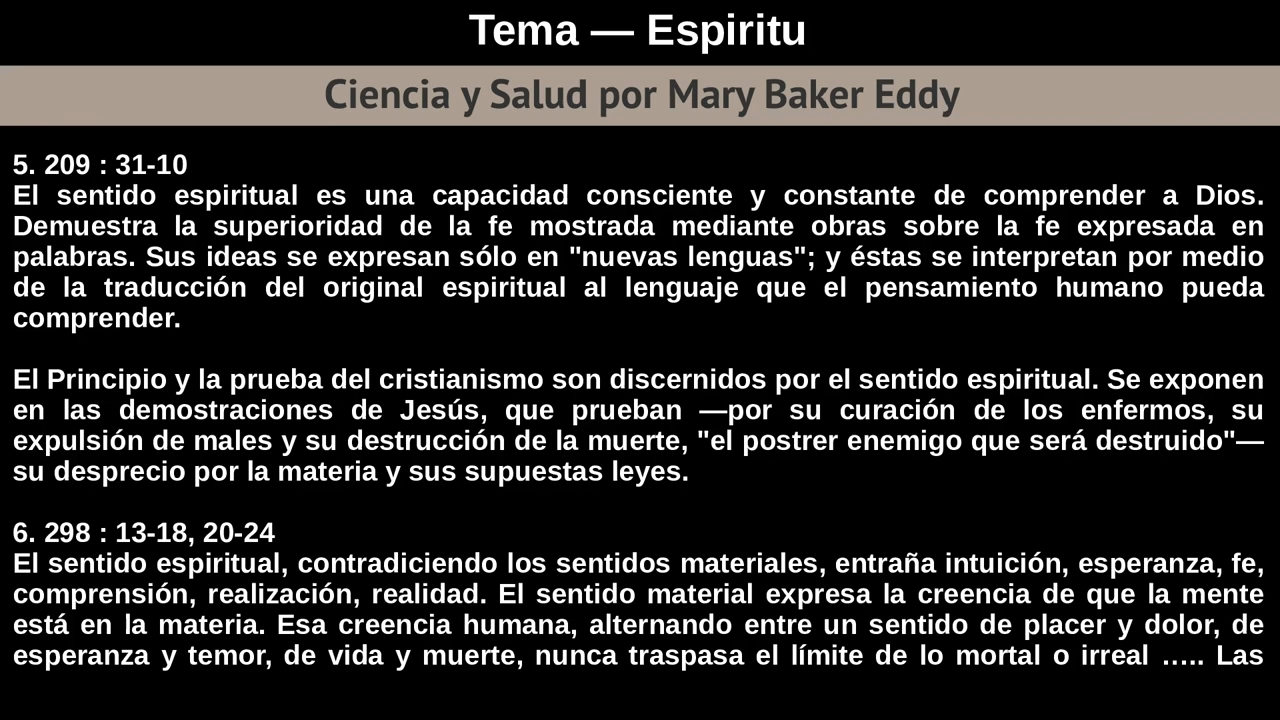 Tema — Espiritu
Ciencia y Salud por Mary Baker Eddy
5. 209 : 31-10
El sentido espiritual es una capacidad consciente y constante de comprender a Dios.
Demuestra la superioridad de la fe mostrada mediante obras sobre la fe expresada en
palabras. Sus ideas se expresan sólo en "nuevas lenguas"; y éstas se interpretan por medio
de la traducción del original espiritual al lenguaje que el pensamiento humano pueda
comprender.
El Principio y la prueba del cristianismo son discernidos por el sentido espiritual. Se exponen
en las demostraciones de Jesús, que prueban —por su curación de los enfermos, su
expulsión de males y su destrucción de la muerte, "el postrer enemigo que será destruido"—
su desprecio por la materia y sus supuestas leyes.
6. 298 : 13-18, 20-24
El sentido espiritual, contradiciendo los sentidos materiales, entraña intuición, esperanza, fe,
comprensión, realización, realidad. El sentido material expresa la creencia de que la mente
está en la materia. Esa creencia humana, alternando entre un sentido de placer y dolor, de
esperanza y temor, de vida y muerte, nunca traspasa el límite de lo mortal o irreal ..... Las